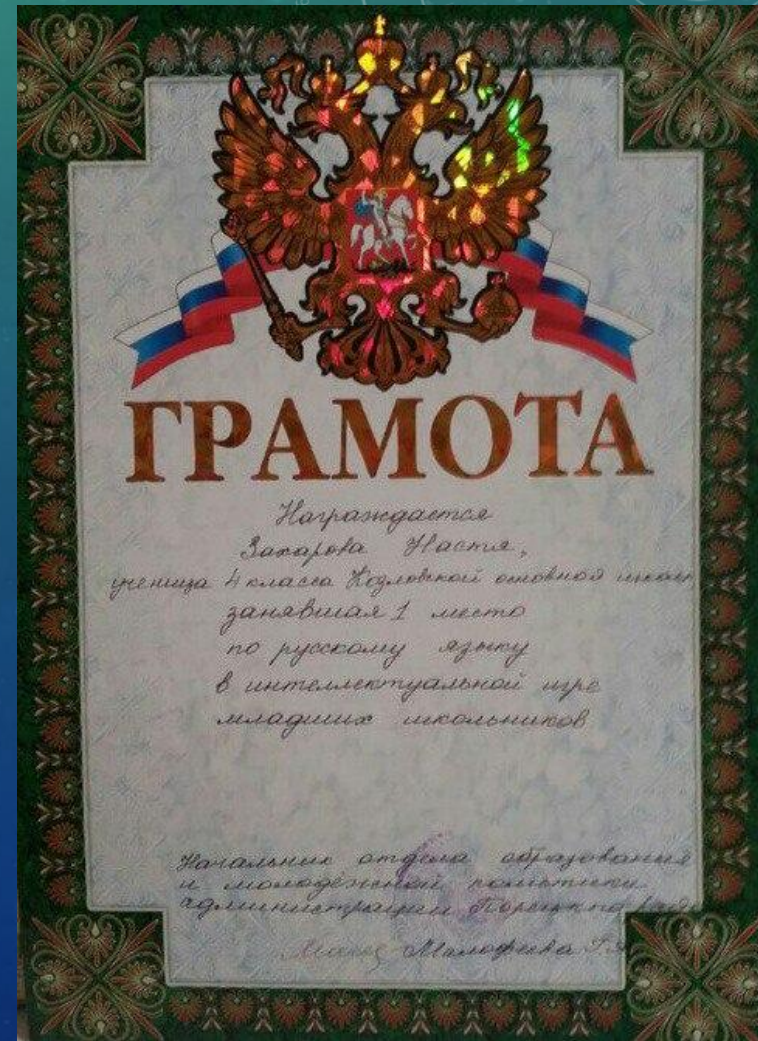 ГРАМОТА
Награждается
Захарова Настя,
ученица 4 класса Козловской основной школы
занявшая 1 место
по русскому языку
в интеллектуальной игре
младших школьников
Начальник отдела образования
и молодёжной политики
администрации
Малофеева